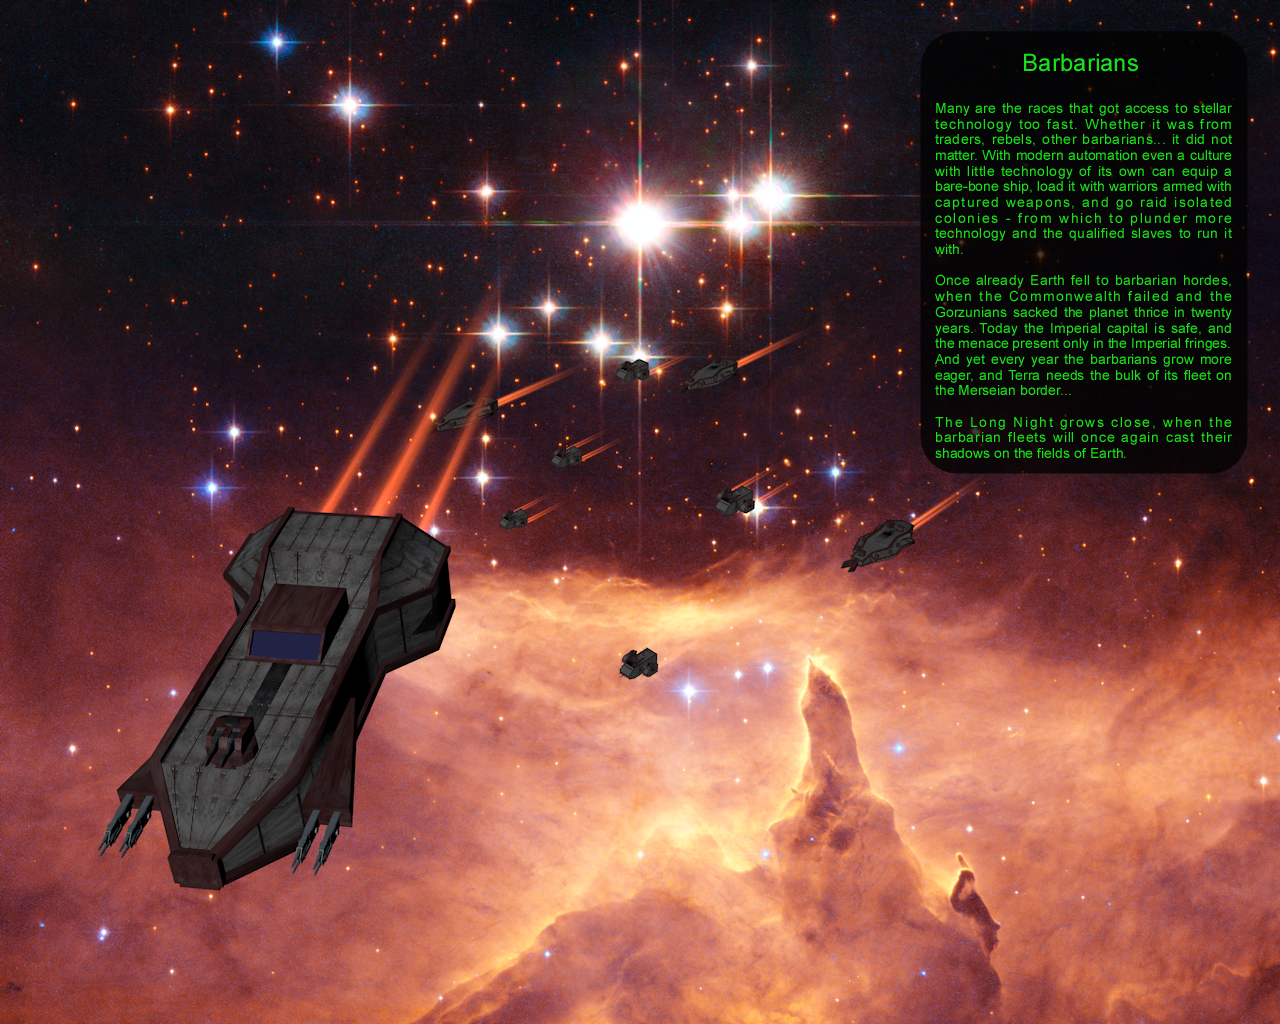 Barbarians
Many are the races that got access to stellar
technology too fast. Whether it was from
traders, rebels, other barbarians... it did not
matter. With modern automation even a culture
with little technology of its own can equip a
bare-bone ship, load it with warriors armed with
captured weapons, and go raid isolated
colonies - from which to plunder more
technology and the qualified slaves to run it
with.
Once already Earth fell to barbarian hordes,
when the Commonwealth failed and the
Gorzunians sacked the planet thrice in twenty
years. Today the Imperial capital is safe, and
the menace present only in the Imperial fringes.
And yet every year the barbarians grow more
eager, and Terra needs the bulk of its fleet on
the Merseian border...
The Long Night grows close, when the
barbarian fleets will once again cast their
shadows on the fields of Earth.